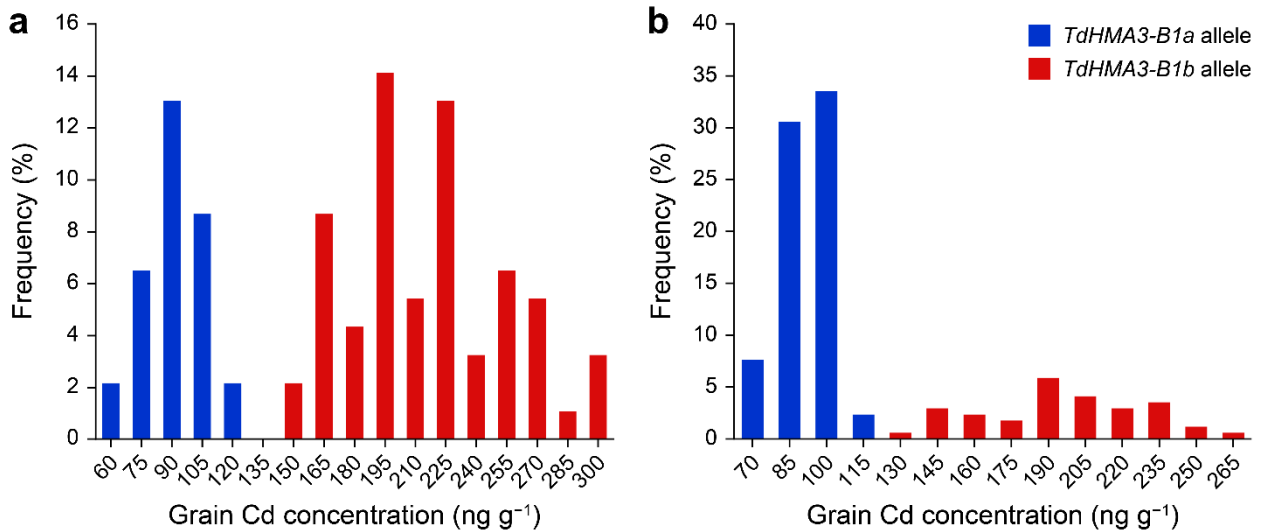 a
16
14
12
10
8
6
4
2
0
Frequency (%)
60 75 90 105 120 135 150 165 180 195 210 225 240 255 270 285 300
Grain Cd concentration (ng g⁻¹)
b
TdHMA3-B1a allele
TdHMA3-B1b allele
40
35
30
25
20
15
10
5
0
Frequency (%)
70 85 100 115 130 145 160 175 190 205 220 235 250 265
Grain Cd concentration (ng g⁻¹)